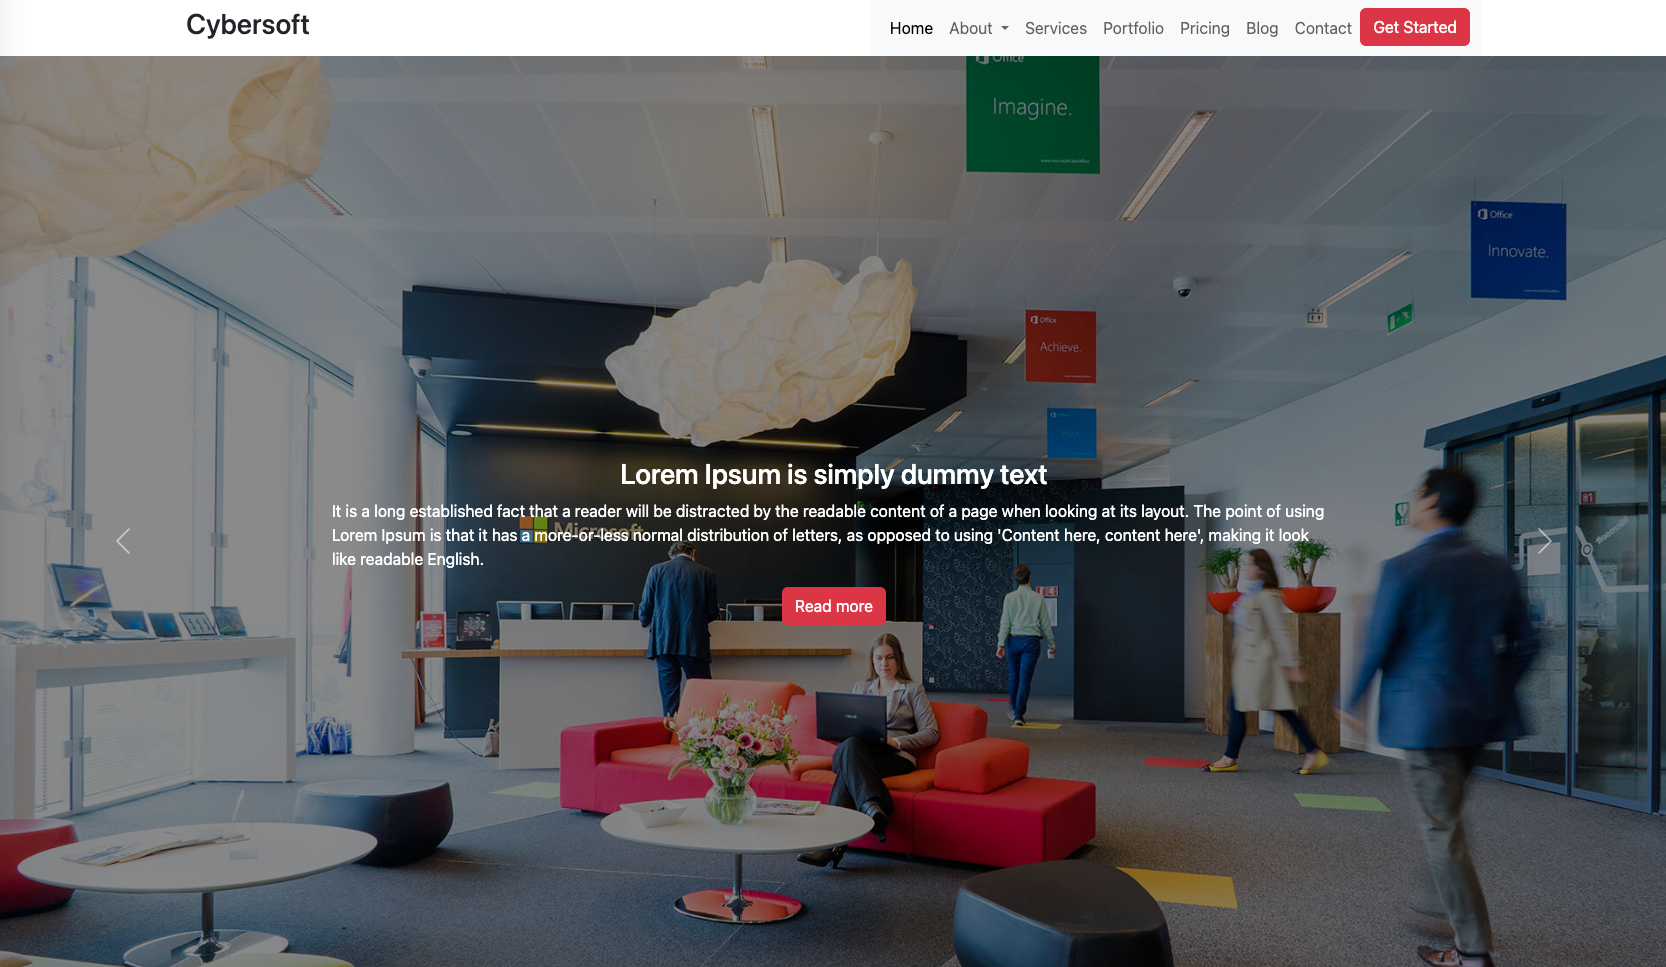 Cybersoft
Home About Services Portfolio Pricing Blog Contact Get Started
Office
Imagine.
Office
Innovate.
Office
Achieve.
Lorem Ipsum is simply dummy text
It is a long established fact that a reader will be distracted by the readable content of a page when looking at its layout. The point of using
Lorem Ipsum is that it has a more-or-less normal distribution of letters, as opposed to using 'Content here, content here', making it look
like readable English.
Microsoft
Read more
ASUS